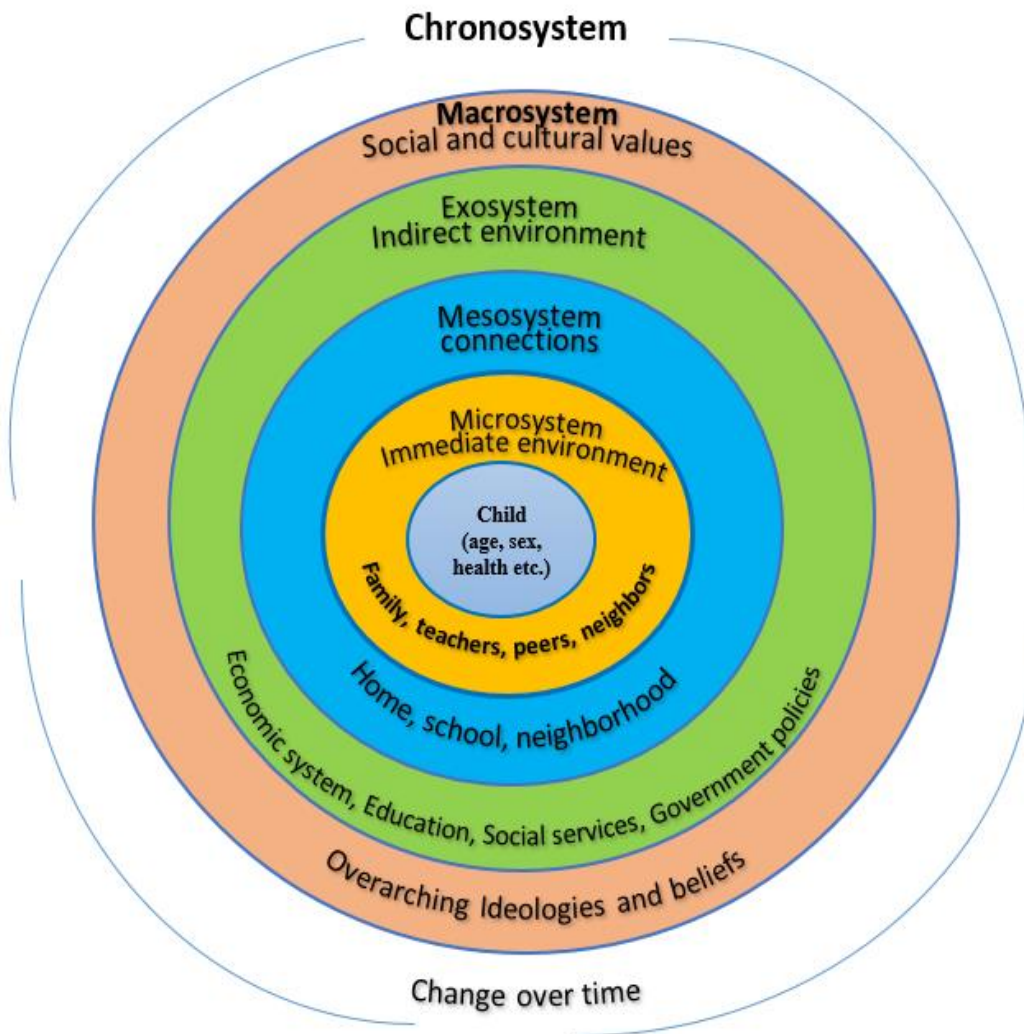 Chronosystem
Macrosystem
Social and cultural values
Exosystem
Indirect environment
Mesosystem
connections
Microsystem
Immediate environment
Child
(age, sex,
health etc.)
Family, teachers, peers, neighbors
Home, school, neighborhood
Economic system, Education, Social services, Government policies
Overarching Ideologies and beliefs
Change over time